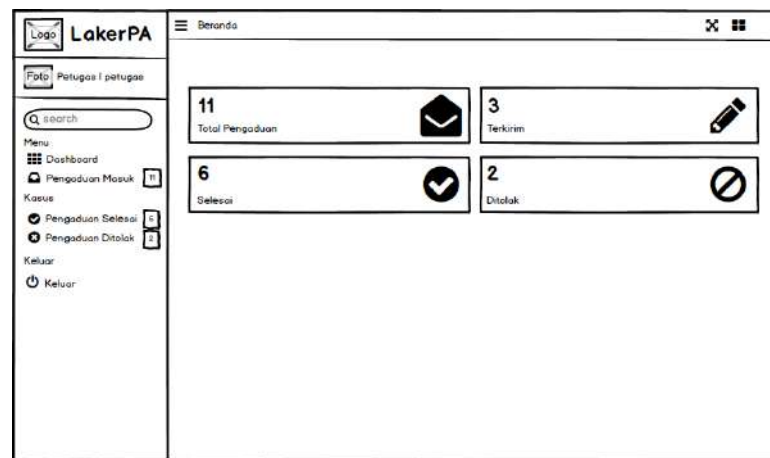 Logo LakerPA
Foto Petugas | petugas
search
Menu
Dashboard
Pengaduan Masuk 11
Kasus
Pengaduan Selesai 6
Pengaduan Ditolak 2
Keluar
Keluar
Beranda
11
Total Pengaduan
3
Terkirim
6
Selesai
2
Ditolak